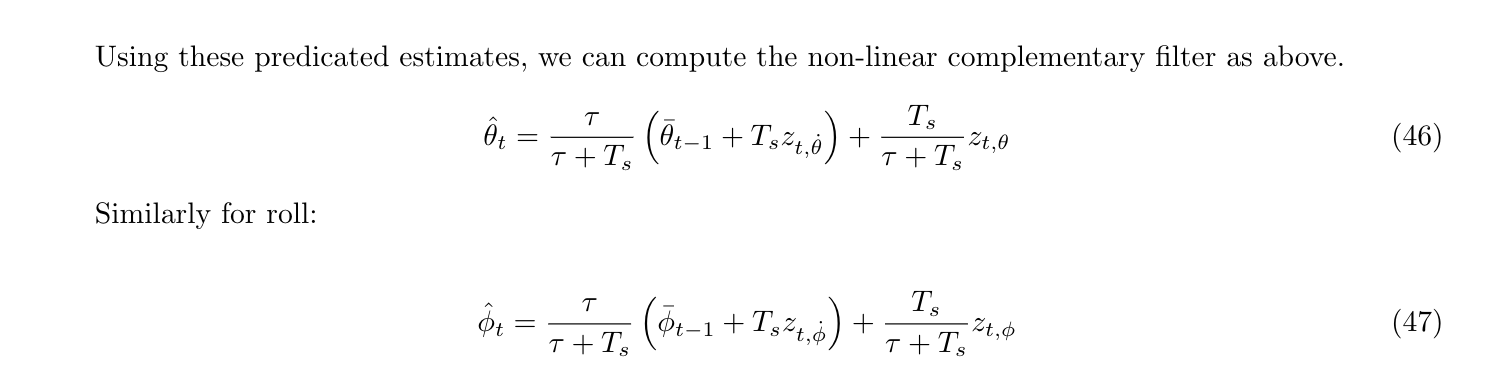 Using these predicated estimates, we can compute the non-linear complementary filter as above.
$\hat{\theta}_t = \frac{\tau}{\tau + T_s} \left( \bar{\theta}_{t-1} + T_s z_{t,\dot{\theta}} \right) + \frac{T_s}{\tau + T_s} z_{t,\theta}$ (46)
Similarly for roll:
$\hat{\phi}_t = \frac{\tau}{\tau + T_s} \left( \bar{\phi}_{t-1} + T_s z_{t,\dot{\phi}} \right) + \frac{T_s}{\tau + T_s} z_{t,\phi}$ (47)